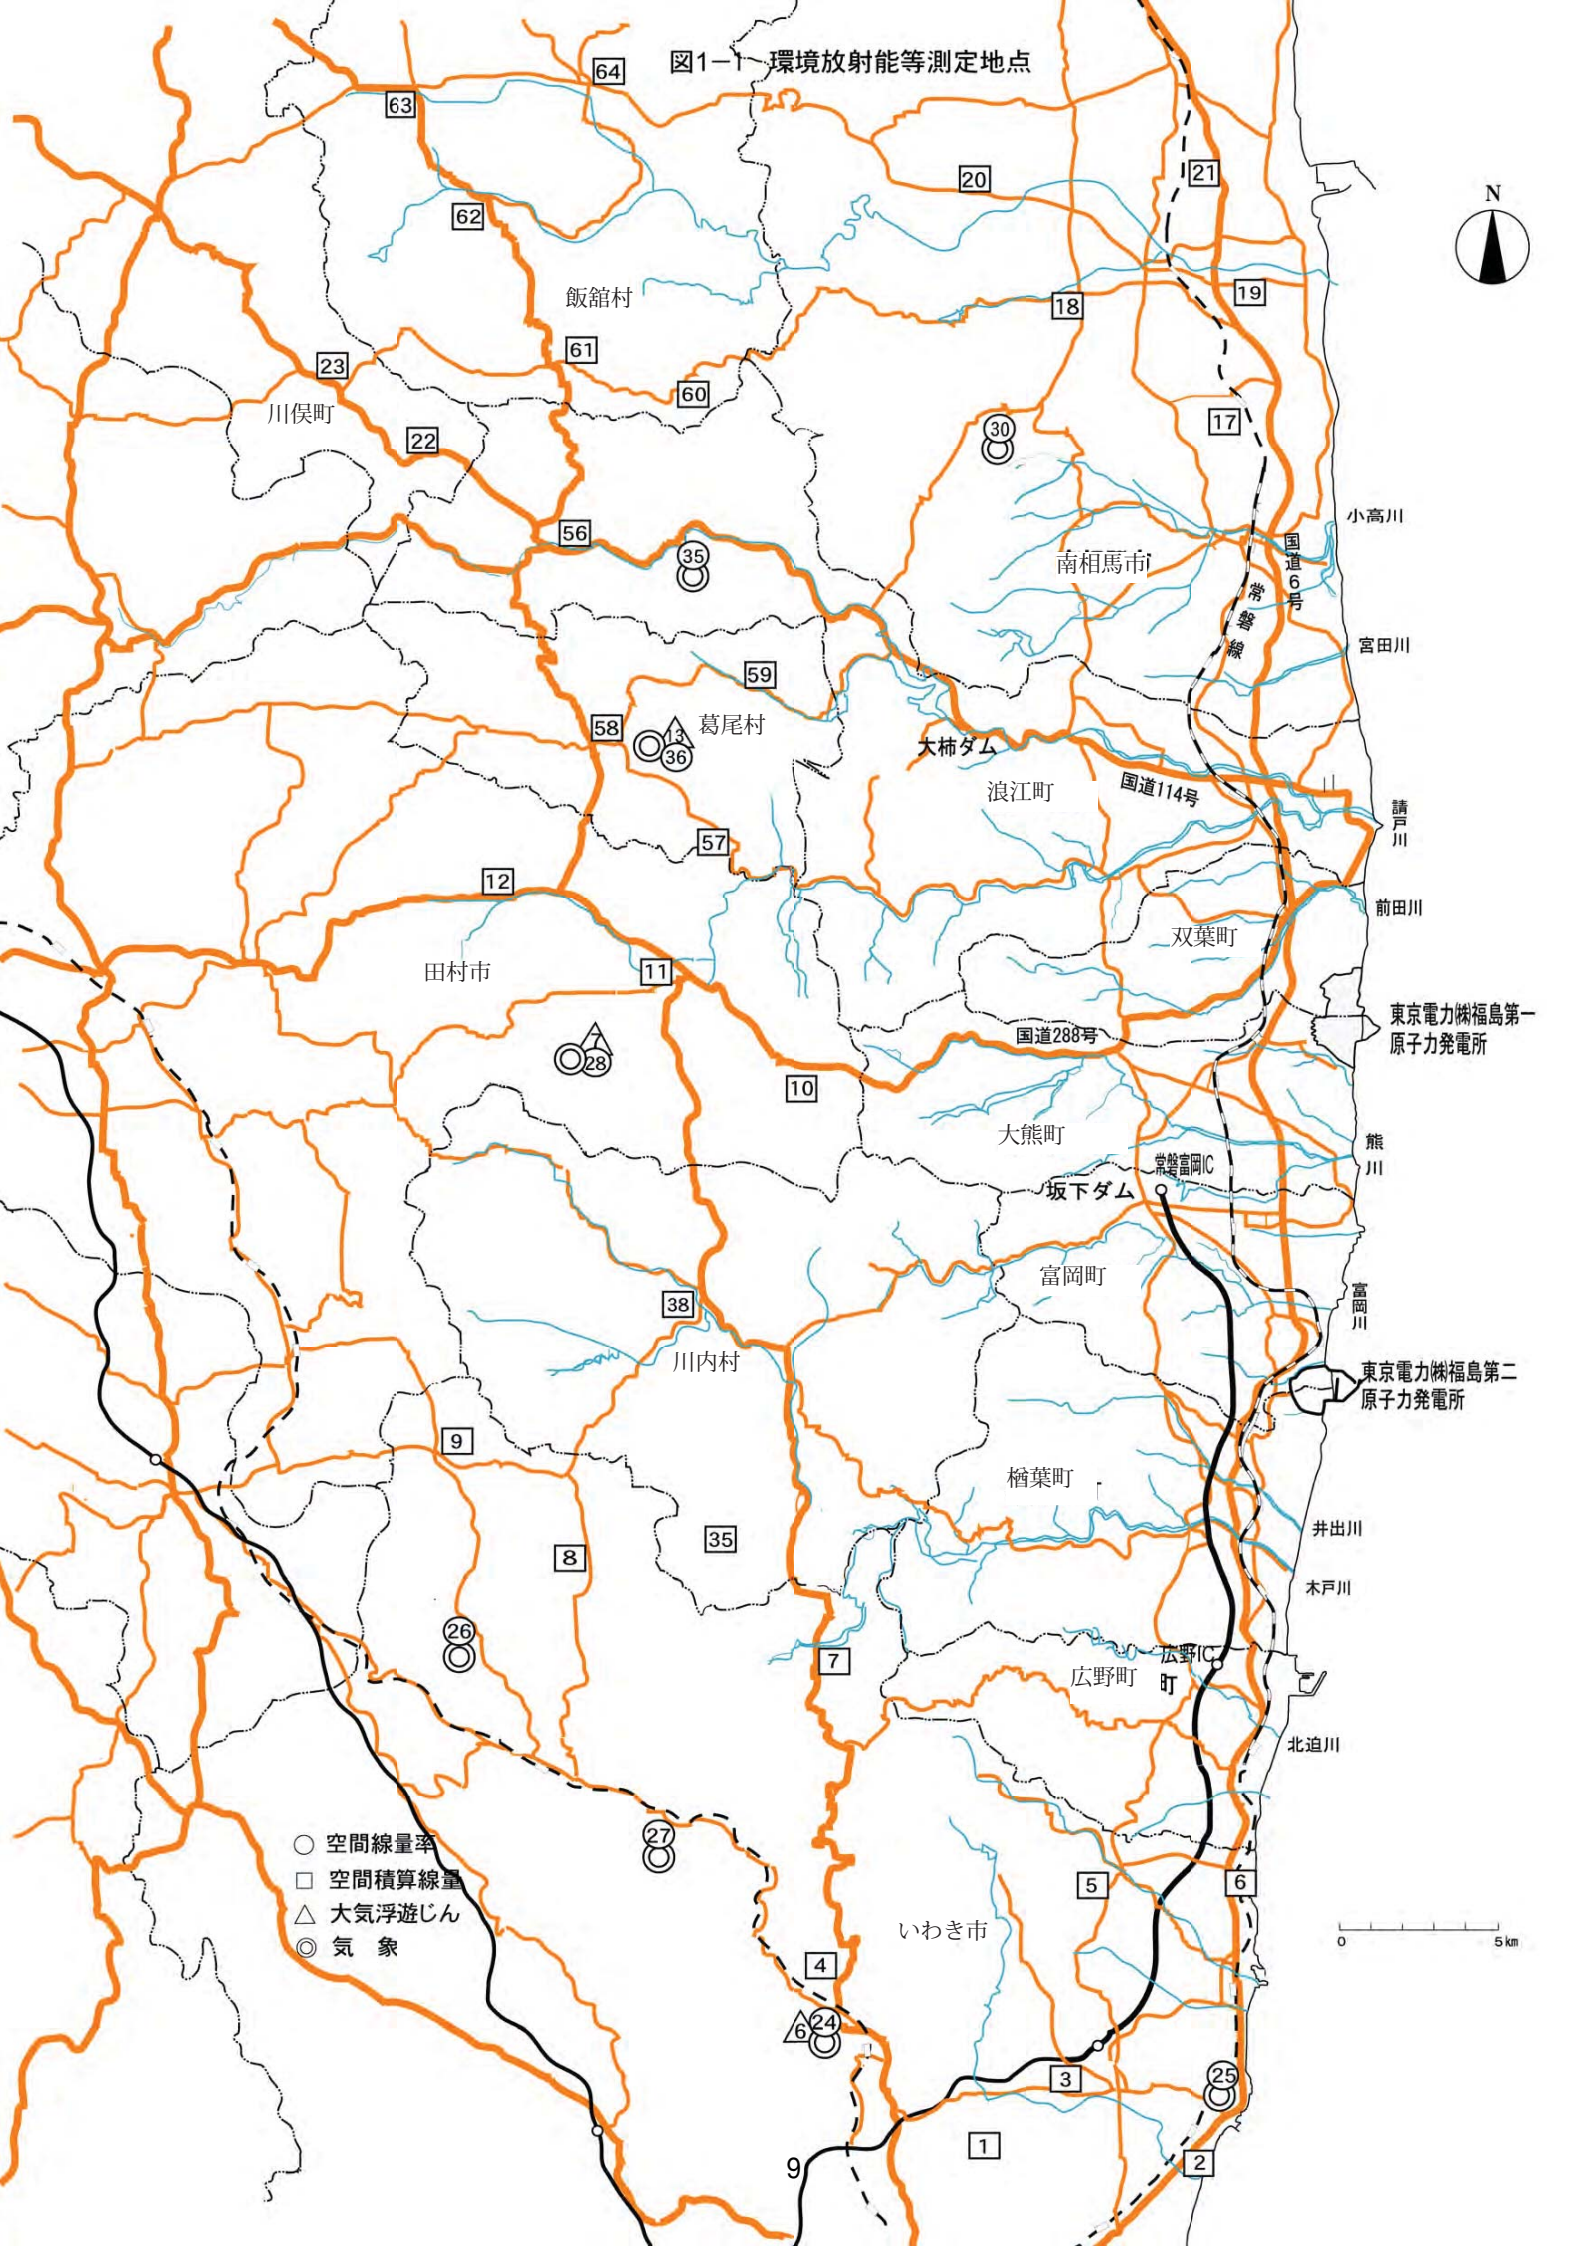 図1－1 環境放射能等測定地点
64
63
21
20
62
N
飯舘村
19
18
61
23
60
川俣町
17
22
30
小高川
56
国道6号
35
南相馬市
常磐線
宮田川
59
58
葛尾村
13
36
大柿ダム
浪江町
国道114号
請戸川
57
12
前田川
双葉町
田村市
11
東京電力㈱福島第一
原子力発電所
国道288号
7
28
10
大熊町
熊川
常磐富岡IC
坂下ダム
富岡町
38
富岡川
川内村
東京電力㈱福島第二
原子力発電所
9
楢葉町
井出川
35
8
木戸川
26
7
広野IC
広野町
町
北迫川
27
○ 空間線量率
□ 空間積算線量
△ 大気浮遊じん
◎ 気 象
5
6
いわき市
0 5km
4
6
24
25
3
1
2
9